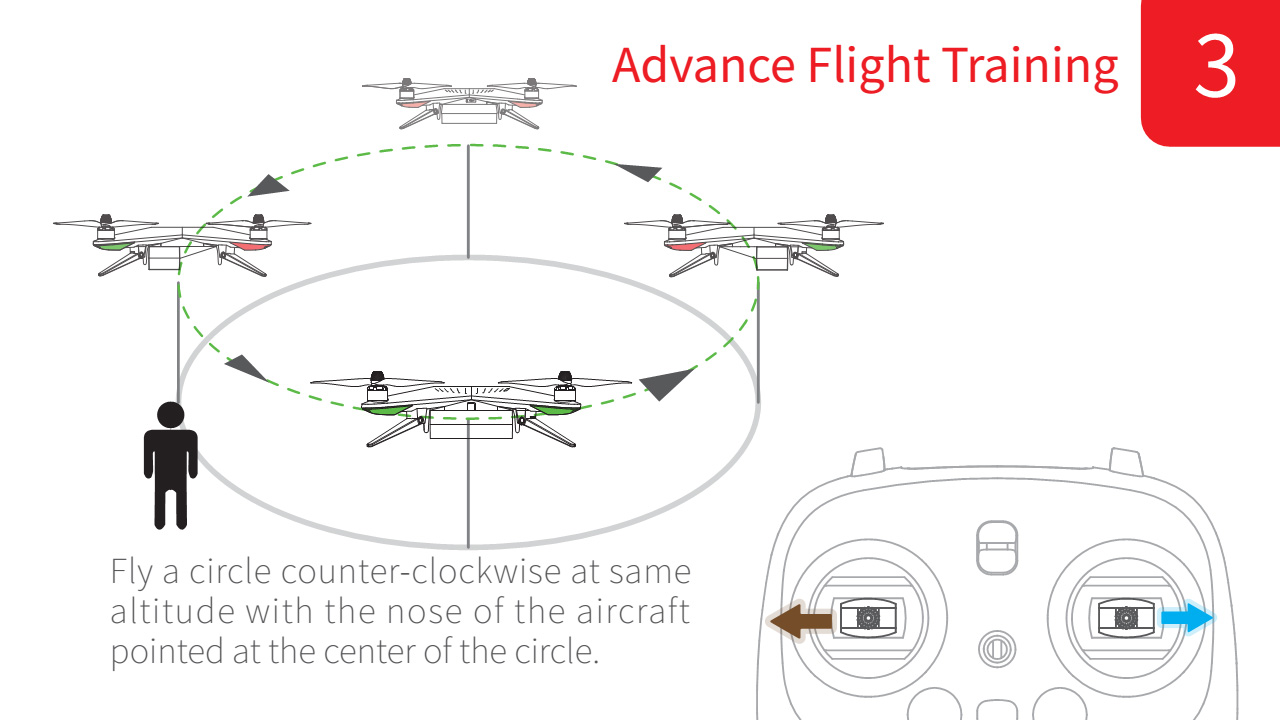 Advance Flight Training
3
Fly a circle counter-clockwise at same
altitude with the nose of the aircraft
pointed at the center of the circle.